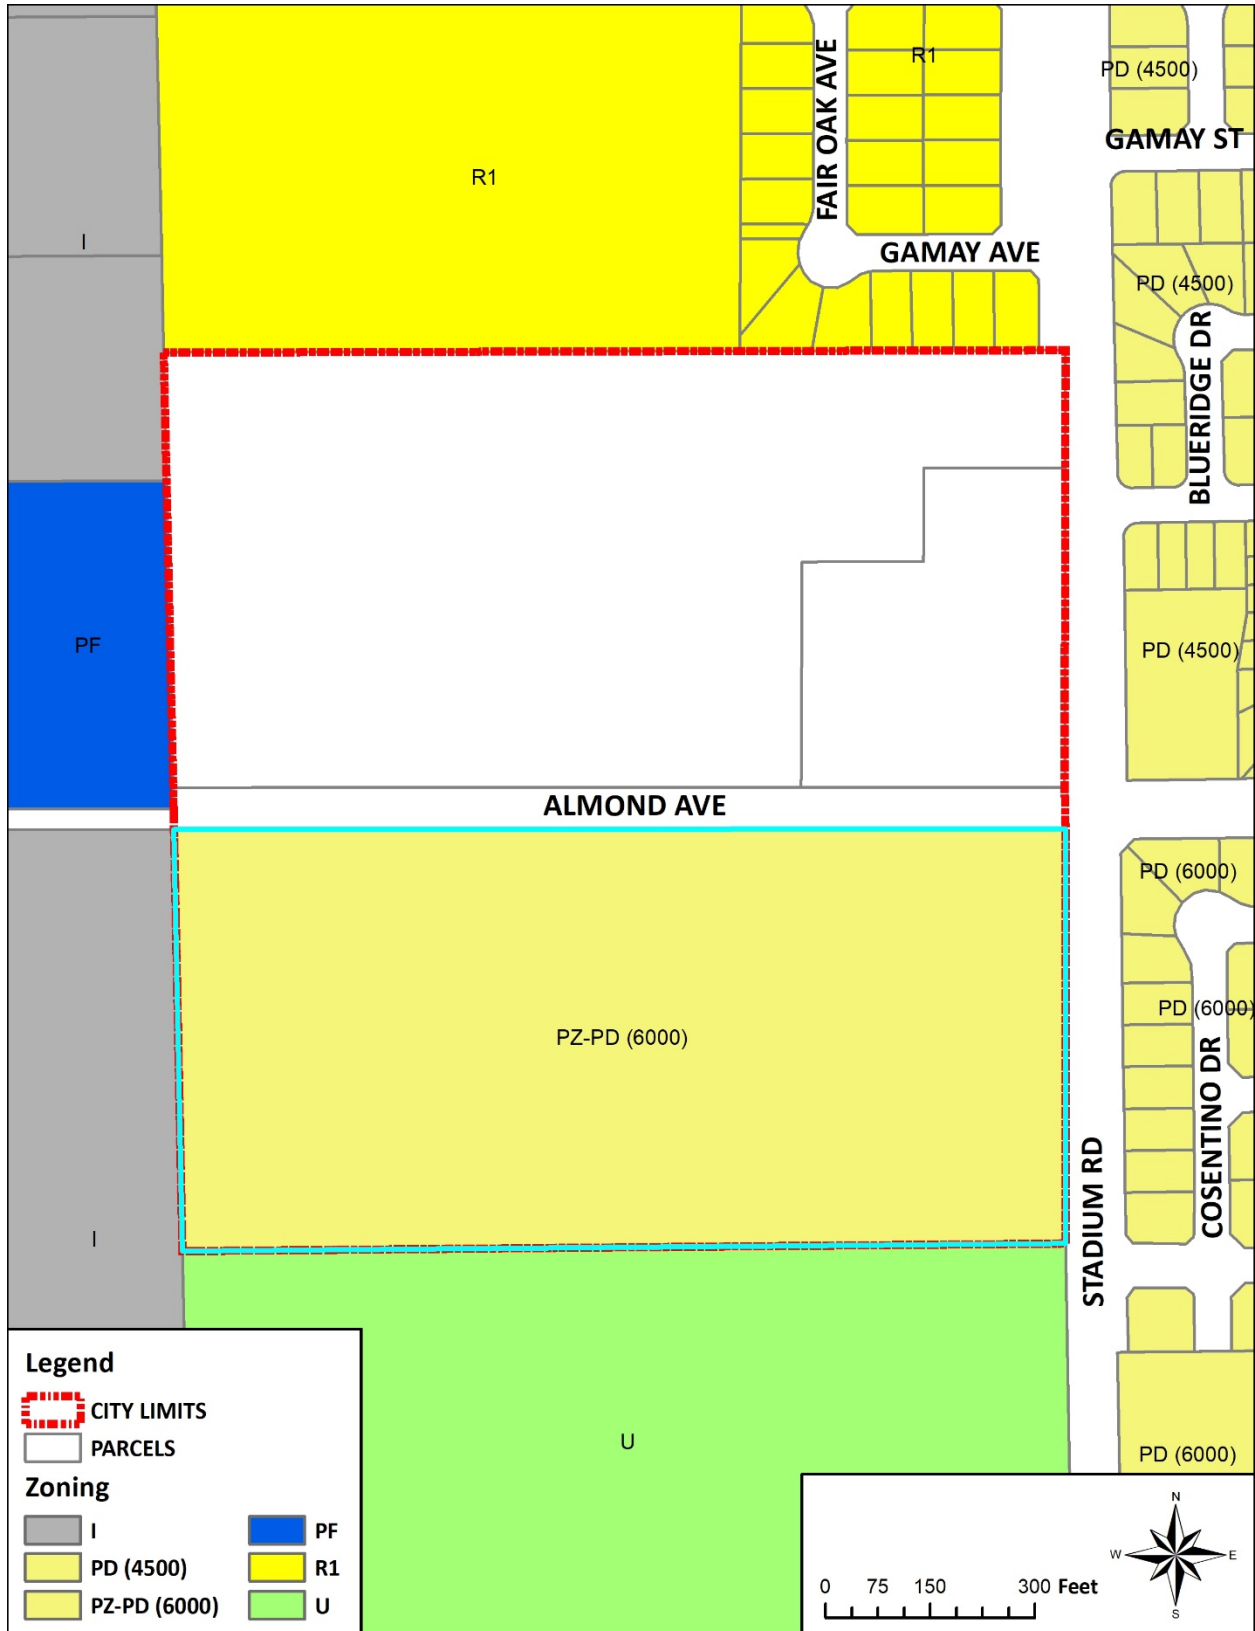 R1
PD (4500)
FAIR OAK AVE
GAMAY ST
R1
I
GAMAY AVE
PD (4500)
BLUERIDGE DR
PF
PD (4500)
ALMOND AVE
PD (6000)
PD (6000)
PZ-PD (6000)
COSENTINO DR
STADIUM RD
I
U
PD (6000)
Legend
CITY LIMITS
PARCELS
Zoning
I
PF
PD (4500)
R1
PZ-PD (6000)
U
N
W
E
S
0 75 150 300 Feet